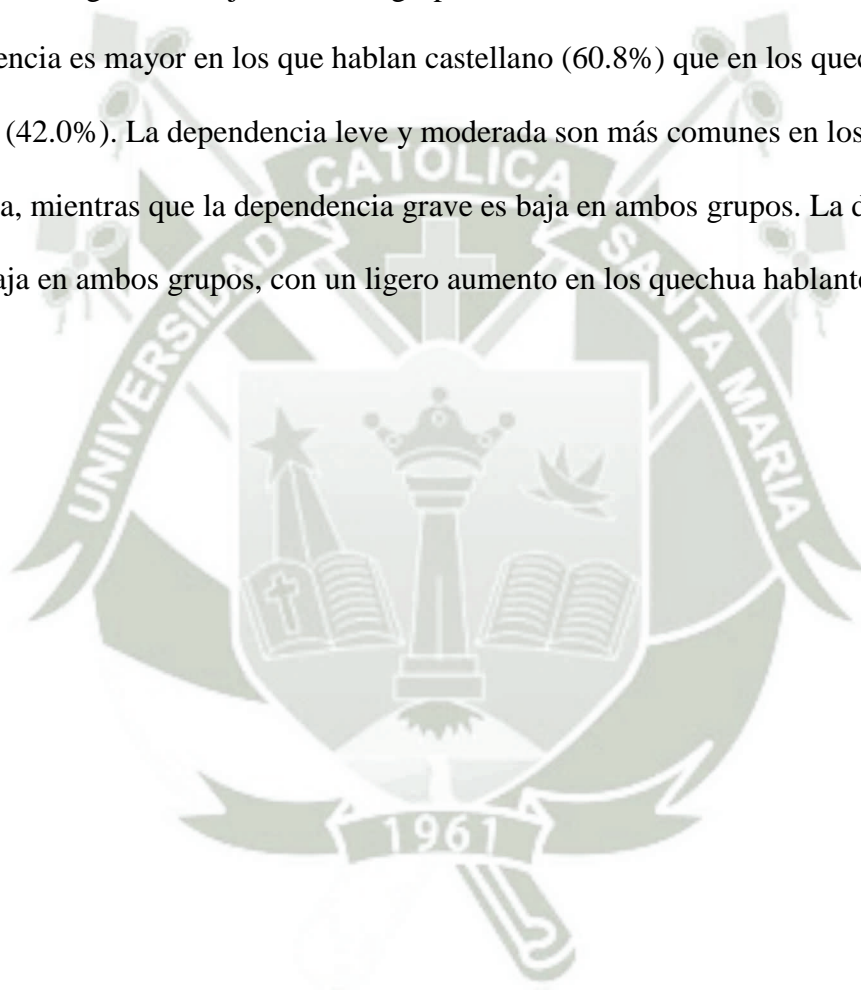 encia es mayor en los que hablan castellano (60.8%) que en los quec
(42.0%). La dependencia leve y moderada son más comunes en los
a, mientras que la dependencia grave es baja en ambos grupos. La d
aja en ambos grupos, con un ligero aumento en los quechua hablante
UNIVERSIDAD CATOLICA SANTA MARIA
1961